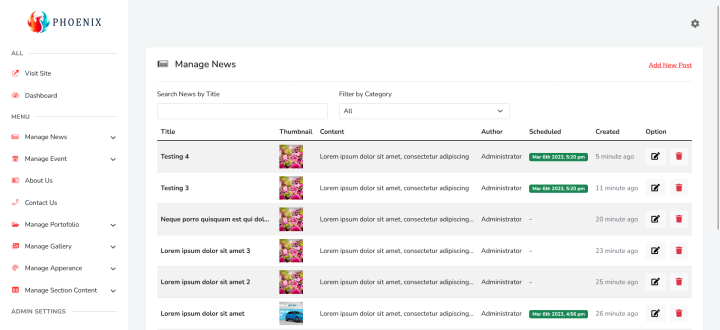 PHOENIX
ALL
Visit Site
Dashboard
MENU
Manage News
Manage Event
About Us
Contact Us
Manage Portofolio
Manage Gallery
Manage Apperance
Manage Section Content
ADMIN SETTINGS
Manage News
Add New Post
Search News by Title
Filter by Category
All
Title Thumbnail Content Author Scheduled Created Option
Testing 4 Lorem ipsum dolor sit amet, consectetur adipiscing Administrator Mar 6th 2023, 5:20 pm 5 minute ago
Testing 3 Lorem ipsum dolor sit amet, consectetur adipiscing Administrator Mar 6th 2023, 5:20 pm 11 minute ago
Neque porro quisquam est qui dol... Lorem ipsum dolor sit amet, consectetur adipiscing... Administrator - 20 minute ago
Lorem ipsum dolor sit amet 3 Lorem ipsum dolor sit amet, consectetur adipiscing... Administrator - 23 minute ago
Lorem ipsum dolor sit amet 2 Lorem ipsum dolor sit amet, consectetur adipiscing... Administrator - 25 minute ago
Lorem ipsum dolor sit amet Lorem ipsum dolor sit amet, consectetur adipiscing... Administrator Mar 6th 2023, 4:56 pm 26 minute ago